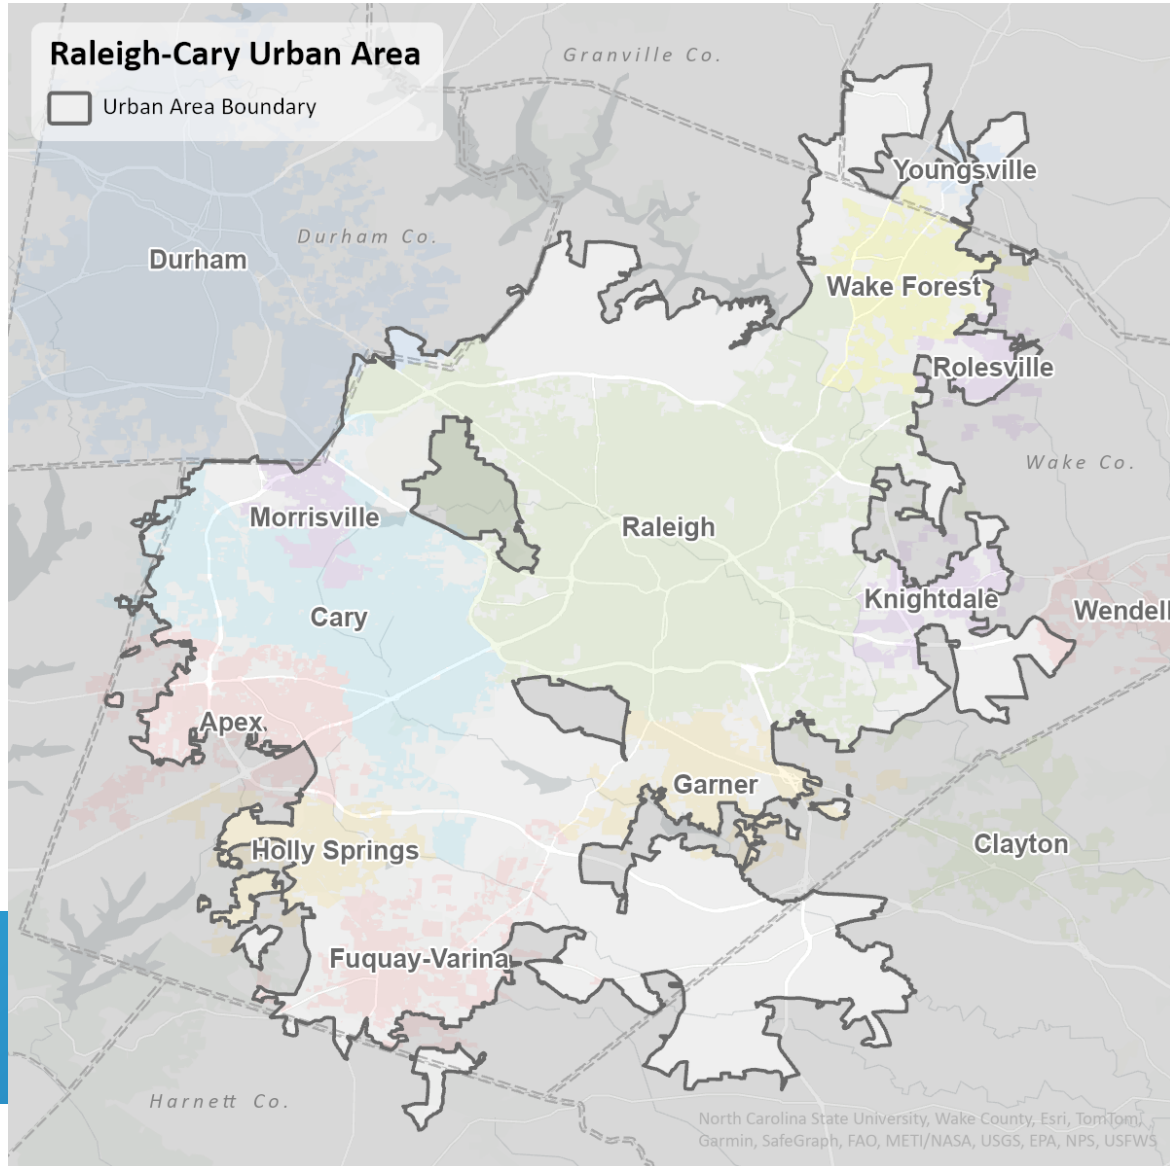 Raleigh-Cary Urban Area
Urban Area Boundary
Granville Co.
Youngsville
Durham Co.
Durham
Wake Forest
Rolesville
Wake Co.
Morrisville
Raleigh
Cary
Knightdale
Wendell
Apex
Garner
Holly Springs
Clayton
Fuquay-Varina
Harnett Co.
North Carolina State University, Wake County, Esri, TomTom,
Garmin, SafeGraph, FAO, METI/NASA, USGS, EPA, NPS, USFWS